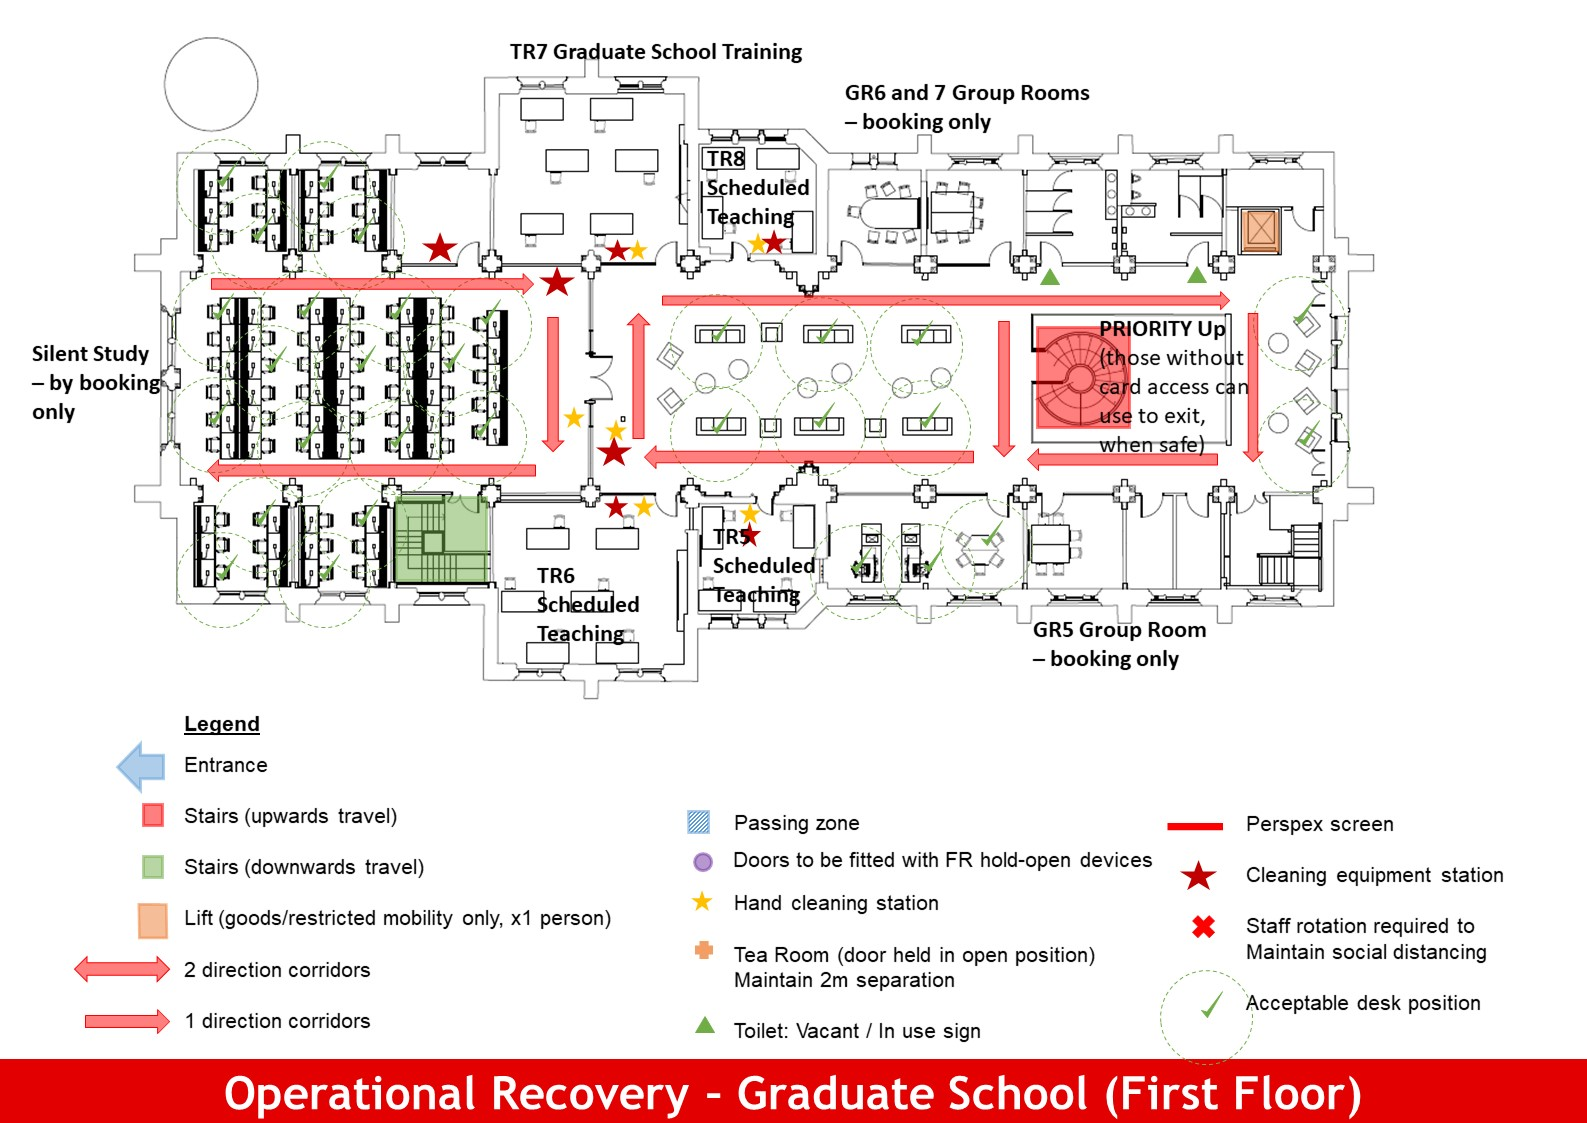 TR7 Graduate School Training
GR6 and 7 Group Rooms
– booking only
TR8
Scheduled
Teaching
PRIORITY Up
(those without
card access can
use to exit,
when safe)
Silent Study
– by booking
only
TR5
Scheduled
Teaching
TR6
Scheduled
Teaching
GR5 Group Room
– booking only
Legend
Entrance
Stairs (upwards travel)
Stairs (downwards travel)
Lift (goods/restricted mobility only, x1 person)
2 direction corridors
1 direction corridors
Passing zone
Doors to be fitted with FR hold-open devices
Hand cleaning station
Tea Room (door held in open position)
Maintain 2m separation
Toilet: Vacant / In use sign
Perspex screen
Cleaning equipment station
Staff rotation required to
Maintain social distancing
Acceptable desk position
Operational Recovery – Graduate School (First Floor)